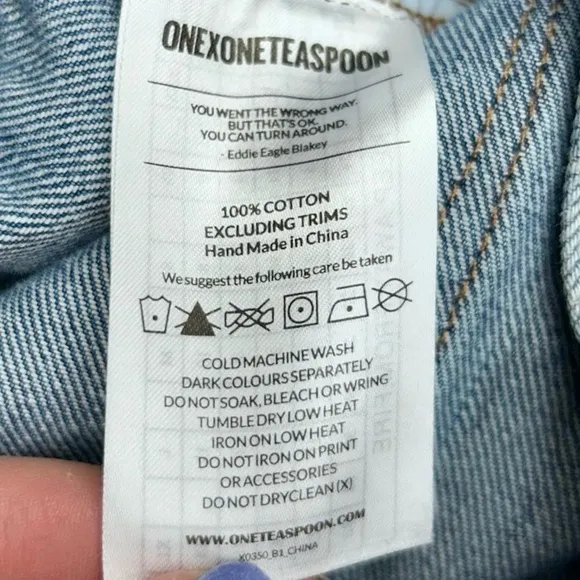 ONEXONETEASPOON
YOU WENT THE WRONG WAY.
BUT THAT'S OK.
YOU CAN TURN AROUND.
- Eddie Eagle Blakey
100% COTTON
EXCLUDING TRIMS
Hand Made in China
We suggest the following care be taken
COLD MACHINE WASH
DARK COLOURS SEPARATELY
DO NOT SOAK, BLEACH OR WRING
TUMBLE DRY LOW HEAT
IRON ON LOW HEAT
DO NOT IRON ON PRINT
OR ACCESSORIES
DO NOT DRYCLEAN (X)
WWW.ONETEASPOON.COM
X0350_B1_CHINA